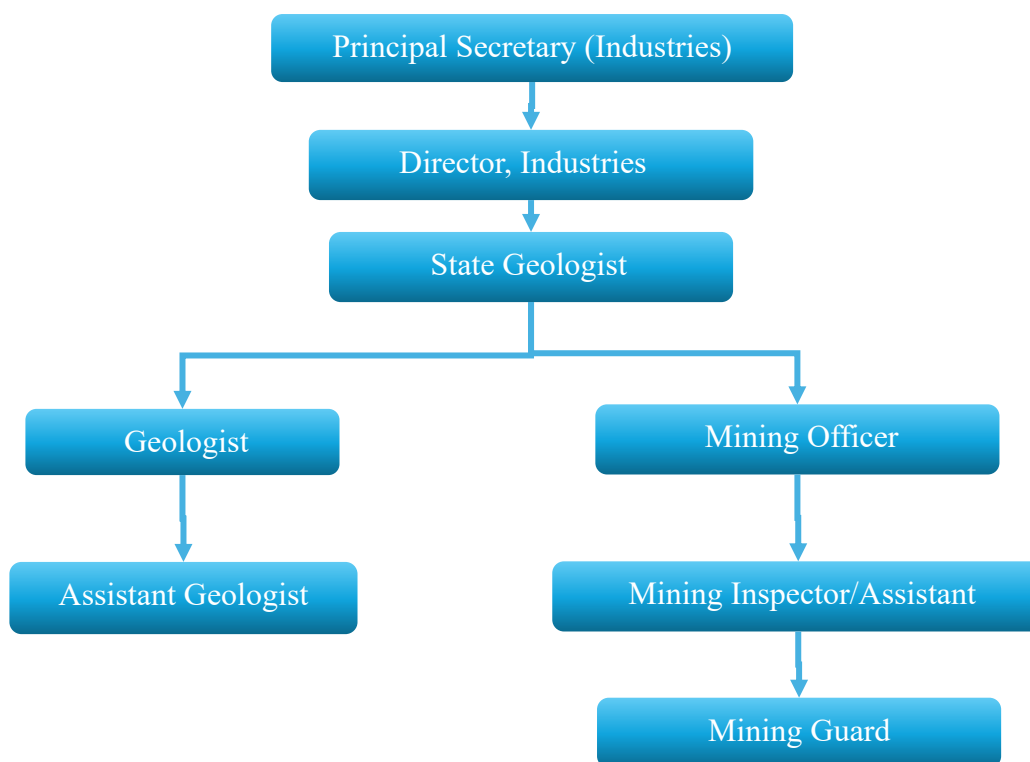 Principal Secretary (Industries)
Director, Industries
State Geologist
Geologist
Mining Officer
Assistant Geologist
Mining Inspector/Assistant
Mining Guard